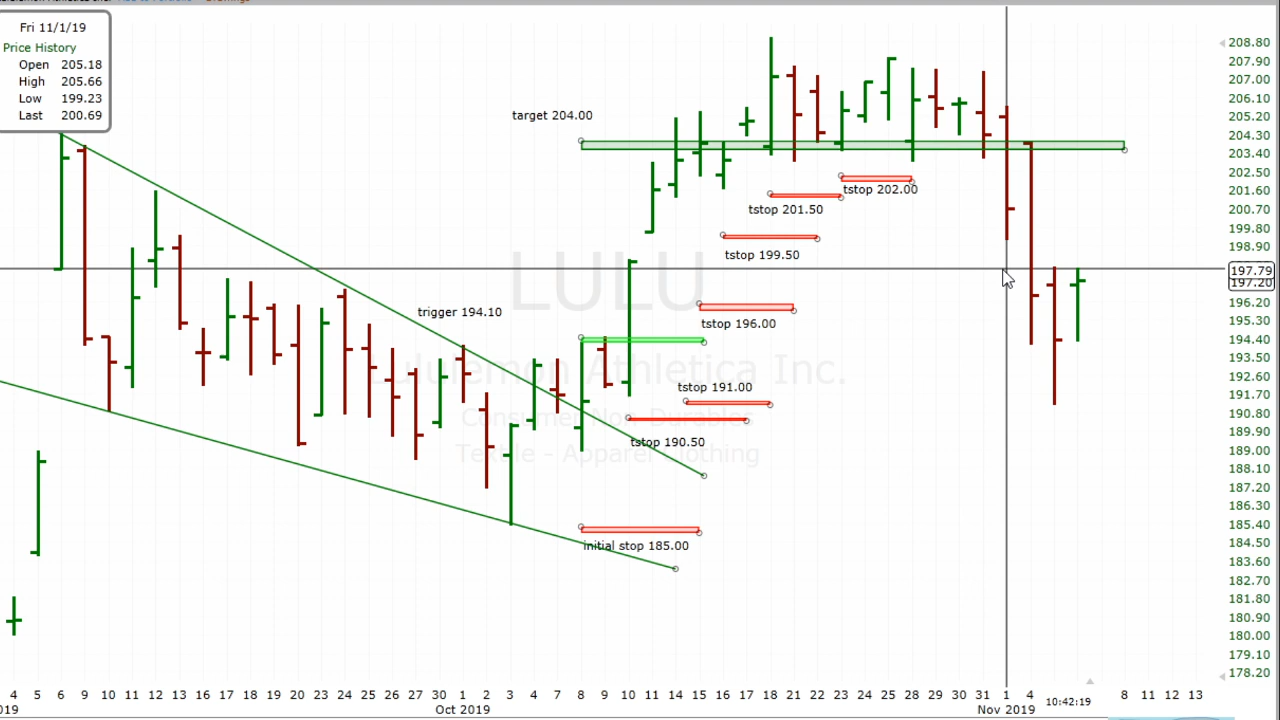 Fri 11/1/19
Price History
Open 205.18
High 205.66
Low 199.23
Last 200.69
208.80
207.90
207.00
206.10
205.20
204.30
203.40
202.50
201.60
200.70
199.80
198.90
197.79
197.20
196.20
195.30
194.40
193.50
192.60
191.70
190.80
189.90
189.00
188.10
187.20
186.30
185.40
184.50
183.60
182.70
181.80
180.90
180.00
179.10
178.20
target 204.00
tstop 202.00
tstop 201.50
tstop 199.50
LULU
trigger 194.10
tstop 196.00
Lululemon Athletica Inc.
tstop 191.00
Consumer Non-Durables
tstop 190.50
Textile - Apparel Clothing
initial stop 185.00
4 5 6 9 10 11 12 13 16 17 18 19 20 23 24 25 26 27 30 1 2 3 4 7 8 9 10 11 14 15 16 17 18 21 22 23 24 25 28 29 30 31 1 4 8 11 12 13
Oct 2019 Nov 2019 10:42:19